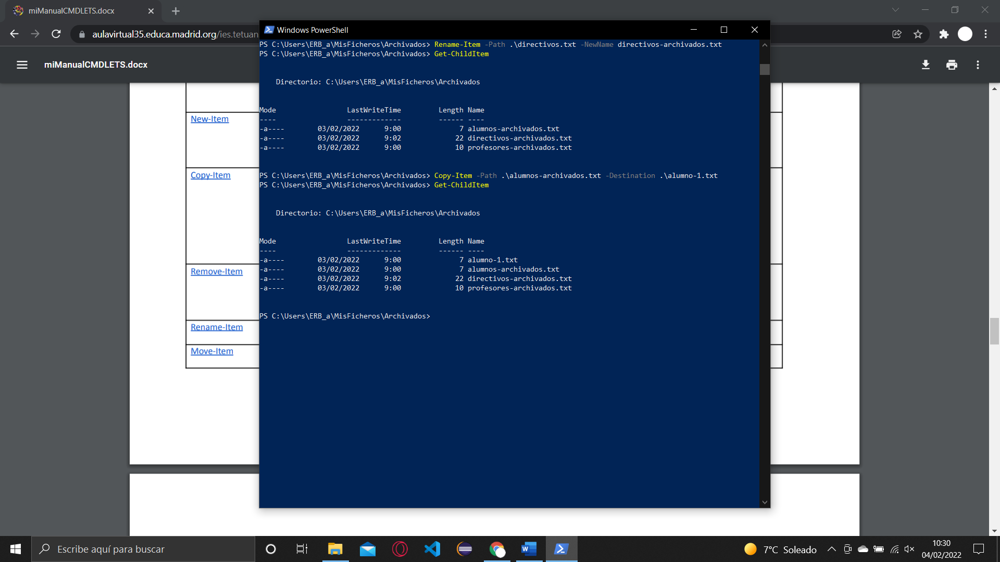 miManualCMDLETS.docx
aulavirtual35.educa.madrid.org/ies.tetuan
miManualCMDLETS.docx
New-Item
Copy-Item
Remove-Item
Rename-Item
Move-Item
Windows PowerShell
PS C:\Users\ERB_a\MisFicheros\Archivados> Rename-Item -Path .\directivos.txt -NewName directivos-archivados.txt
PS C:\Users\ERB_a\MisFicheros\Archivados> Get-ChildItem
Directorio: C:\Users\ERB_a\MisFicheros\Archivados
Mode LastWriteTime Length Name
---- ------------- ------ ----
-a---- 03/02/2022 9:00 7 alumnos-archivados.txt
-a---- 03/02/2022 9:02 22 directivos-archivados.txt
-a---- 03/02/2022 9:00 10 profesores-archivados.txt
PS C:\Users\ERB_a\MisFicheros\Archivados> Copy-Item -Path .\alumnos-archivados.txt -Destination .\alumno-1.txt
PS C:\Users\ERB_a\MisFicheros\Archivados> Get-ChildItem
Directorio: C:\Users\ERB_a\MisFicheros\Archivados
Mode LastWriteTime Length Name
---- ------------- ------ ----
-a---- 03/02/2022 9:00 7 alumno-1.txt
-a---- 03/02/2022 9:00 7 alumnos-archivados.txt
-a---- 03/02/2022 9:02 22 directivos-archivados.txt
-a---- 03/02/2022 9:00 10 profesores-archivados.txt
PS C:\Users\ERB_a\MisFicheros\Archivados>
Escribe aquí para buscar
7°C Soleado
10:30
04/02/2022